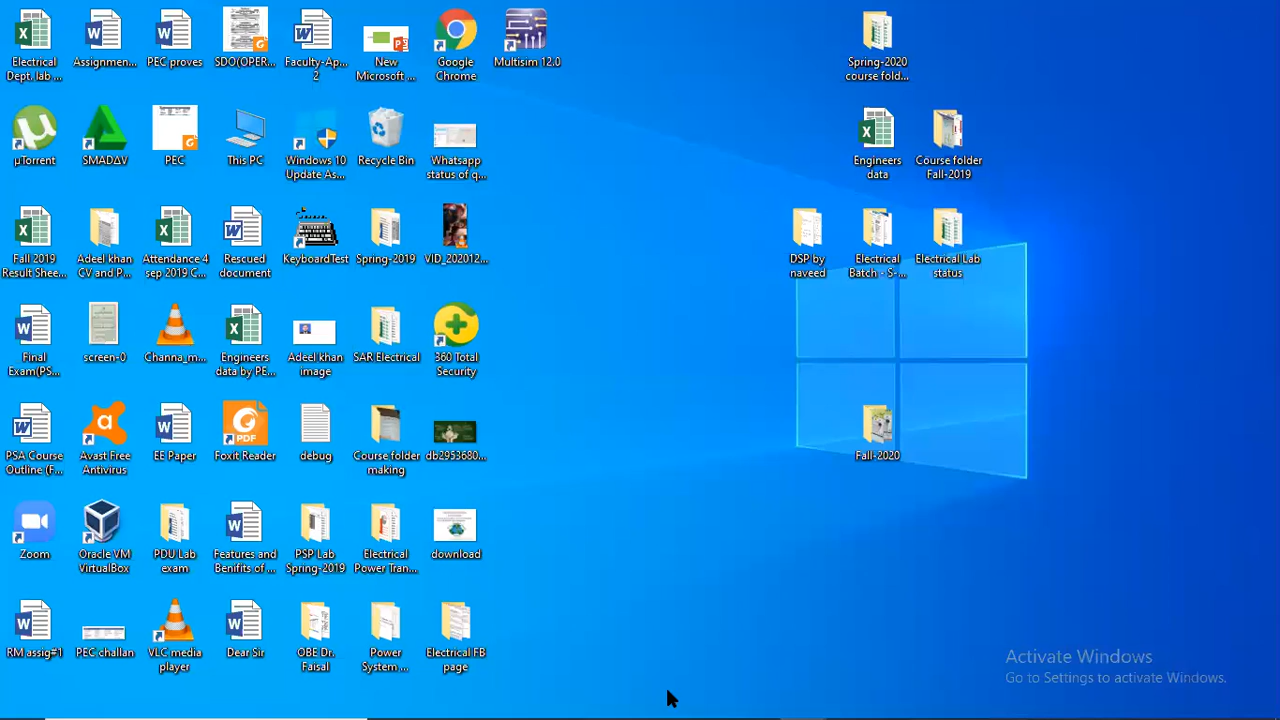 Electrical
Dept. lab ...
Assignmen...
PEC proves
SDO(OPER...
Faculty-Ap...
2
New
Microsoft ...
Google
Chrome
Multisim 12.0
Spring-2020
course fold...
µTorrent
SMADΔV
PEC
This PC
Windows 10
Update As...
Recycle Bin
Whatsapp
status of q...
Engineers
data
Course folder
Fall-2019
Fall 2019
Result Shee...
Adeel khan
CV and P...
Attendance 4
sep 2019 C...
Rescued
document
KeyboardTest
Spring-2019
VID_202012...
DSP by
naveed
Electrical
Batch - S-...
Electrical Lab
status
Final
Exam(PS...
screen-0
Channa_m...
Engineers
data by PE...
Adeel khan
image
SAR Electrical
360 Total
Security
PSA Course
Outline (F...
Avast Free
Antivirus
EE Paper
PDF
Foxit Reader
debug
Course folder
making
db2953680...
Fall-2020
Zoom
Oracle VM
VirtualBox
PDU Lab
exam
Features and
Benifits of ...
PSP Lab
Spring-2019
Electrical
Power Tran...
download
RM assig#1
PEC challan
VLC media
player
Dear Sir
OBE Dr.
Faisal
Power
System ...
Electrical FB
page
Activate Windows
Go to Settings to activate Windows.